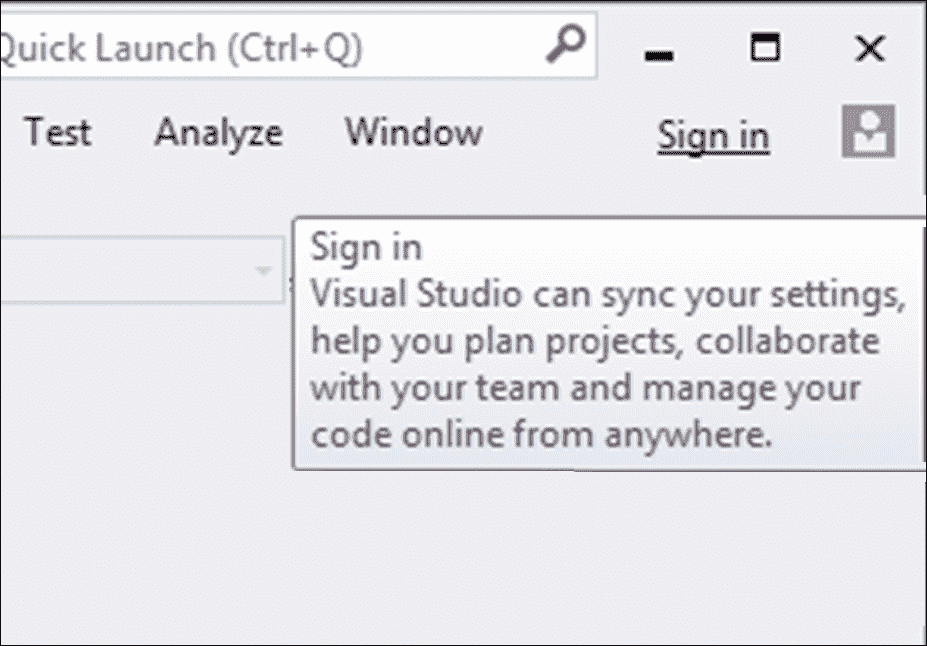 Quick Launch (Ctrl+Q)
Test Analyze Window Sign in
Sign in
Visual Studio can sync your settings,
help you plan projects, collaborate
with your team and manage your
code online from anywhere.